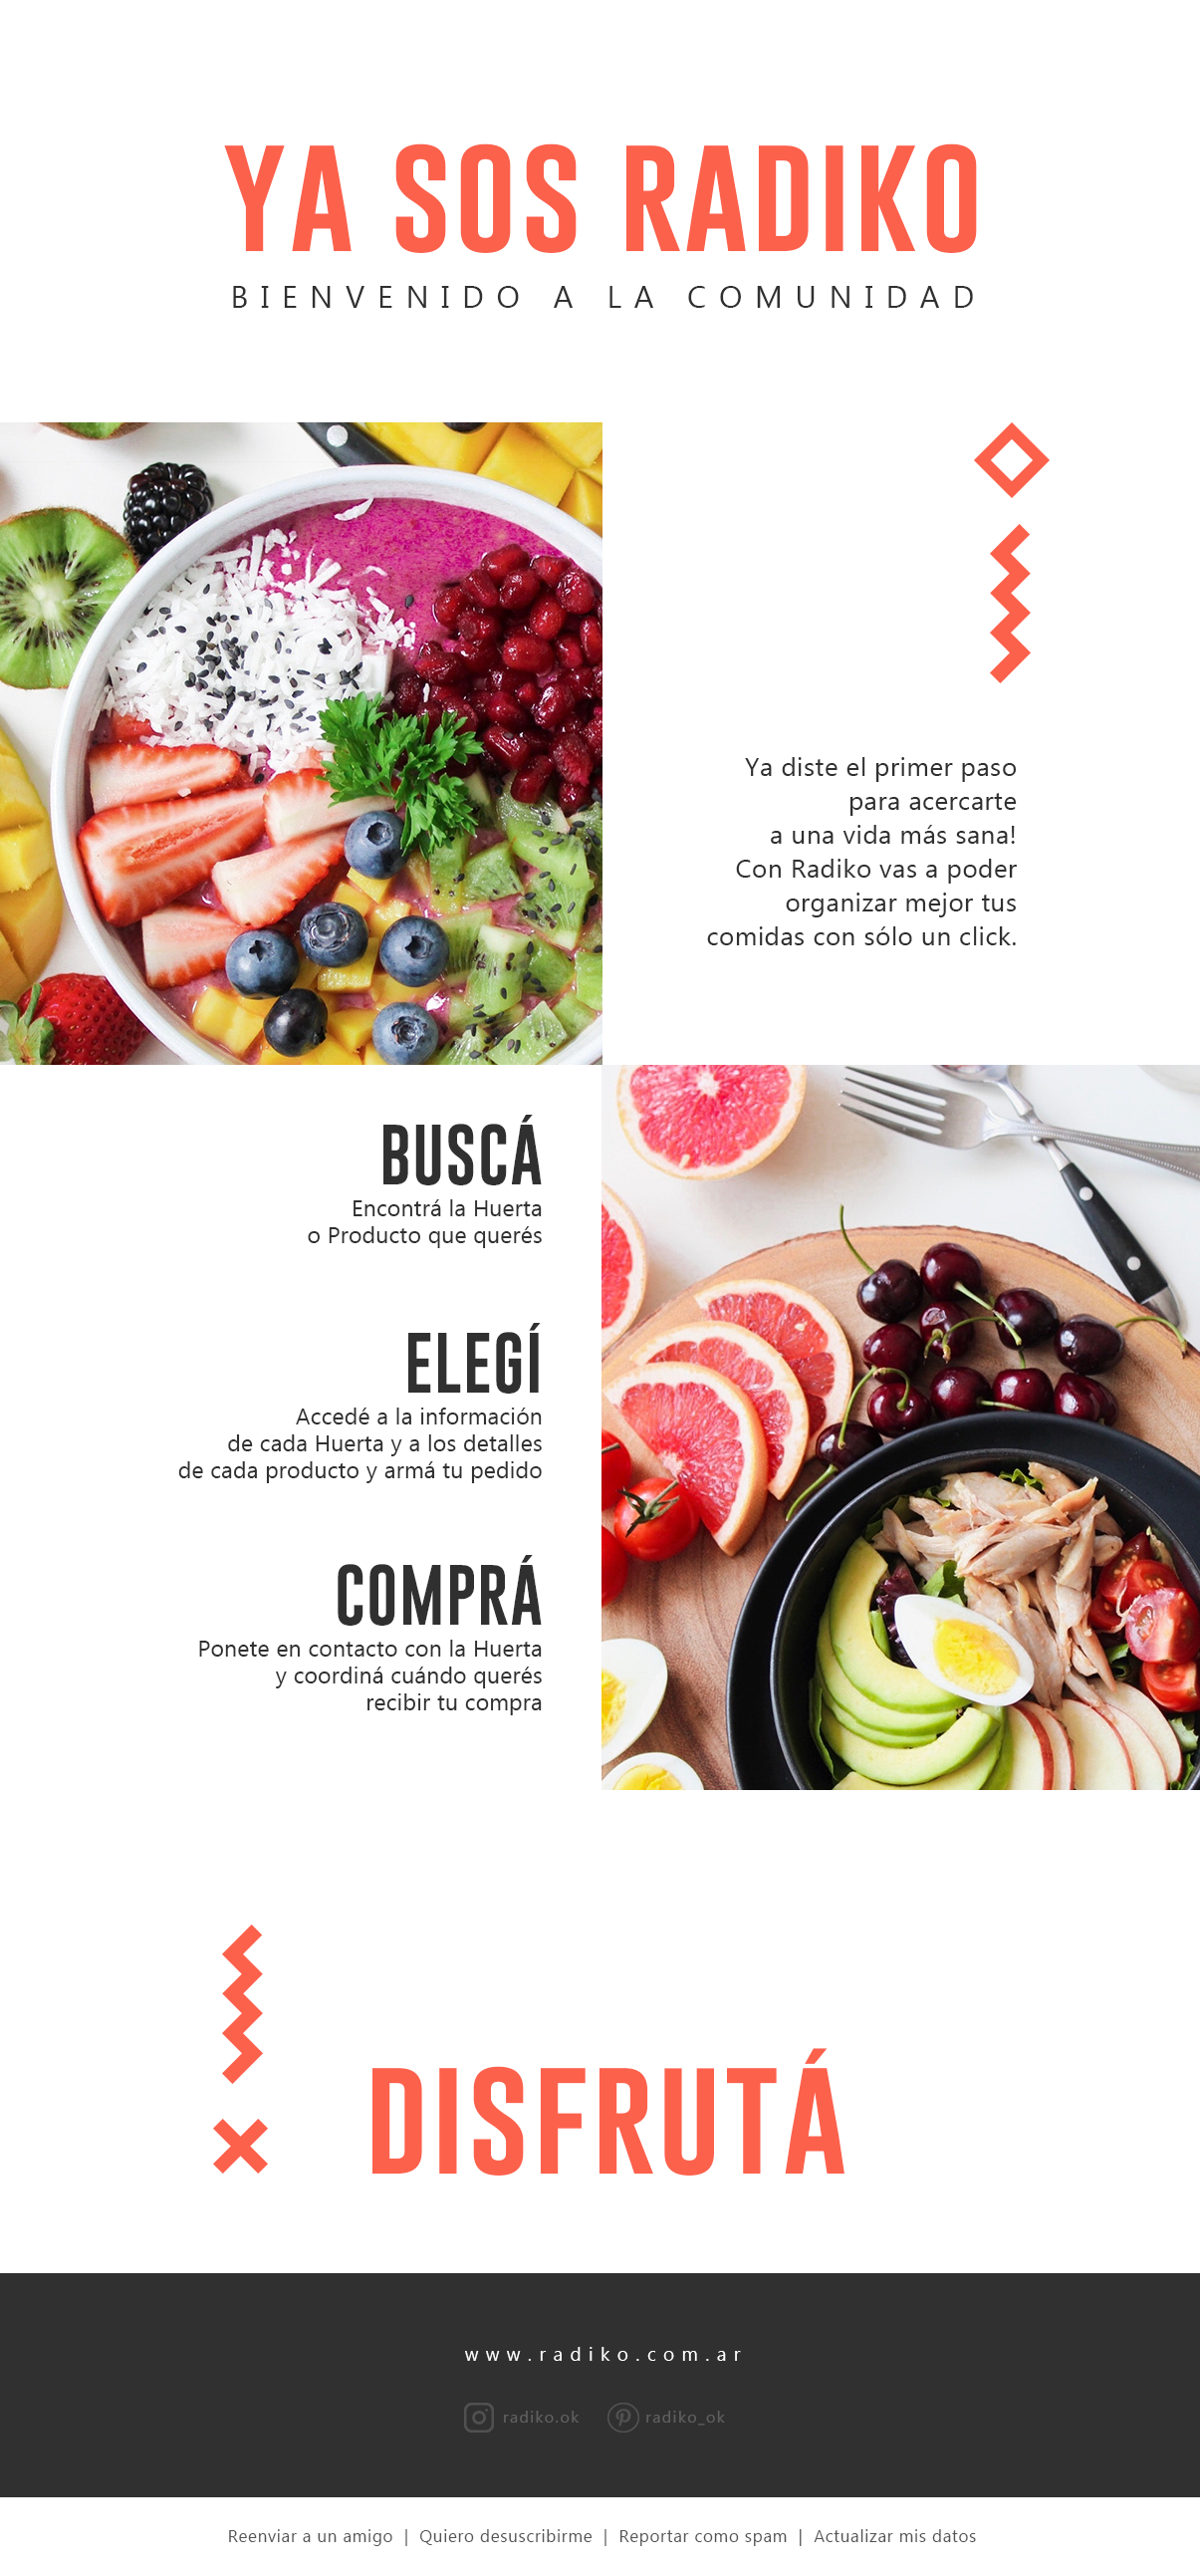 YA SOS RADIKO
BIENVENIDO A LA COMUNIDAD
Ya diste el primer paso
para acercarte
a una vida más sana!
Con Radiko vas a poder
organizar mejor tus
comidas con sólo un click.
BUSCÁ
Encontrá la Huerta
o Producto que querés
ELEGÍ
Accedé a la información
de cada Huerta y a los detalles
de cada producto y armá tu pedido
COMPRÁ
Ponete en contacto con la Huerta
y coordiná cuándo querés
recibir tu compra
DISFRUTÁ
www.radiko.com.ar
radiko.ok radiko_ok
Reenviar a un amigo | Quiero desuscribirme | Reportar como spam | Actualizar mis datos